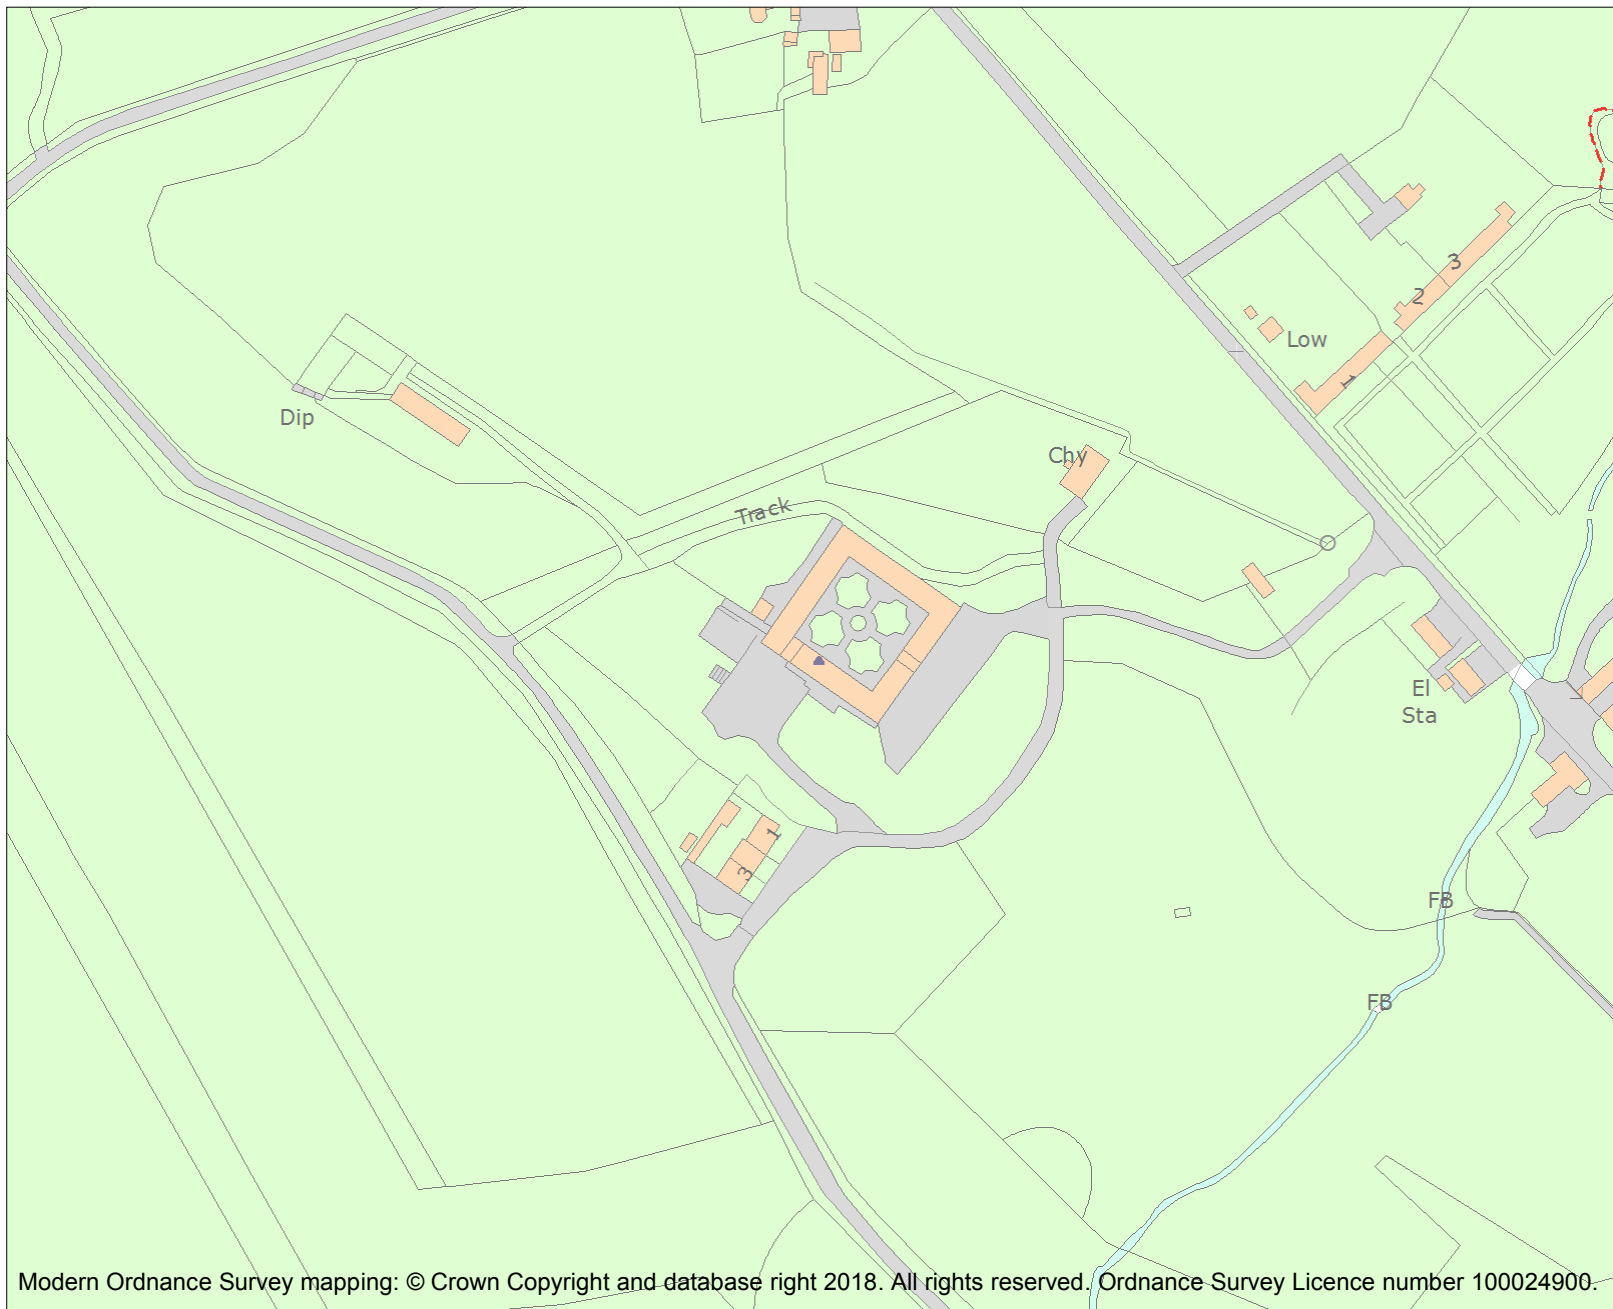 3
2
Low
1
Dip
Chy
Track
El
Sta
1
3
FB
FB
Modern Ordnance Survey mapping: © Crown Copyright and database right 2018. All rights reserved. Ordnance Survey Licence number 100024900.